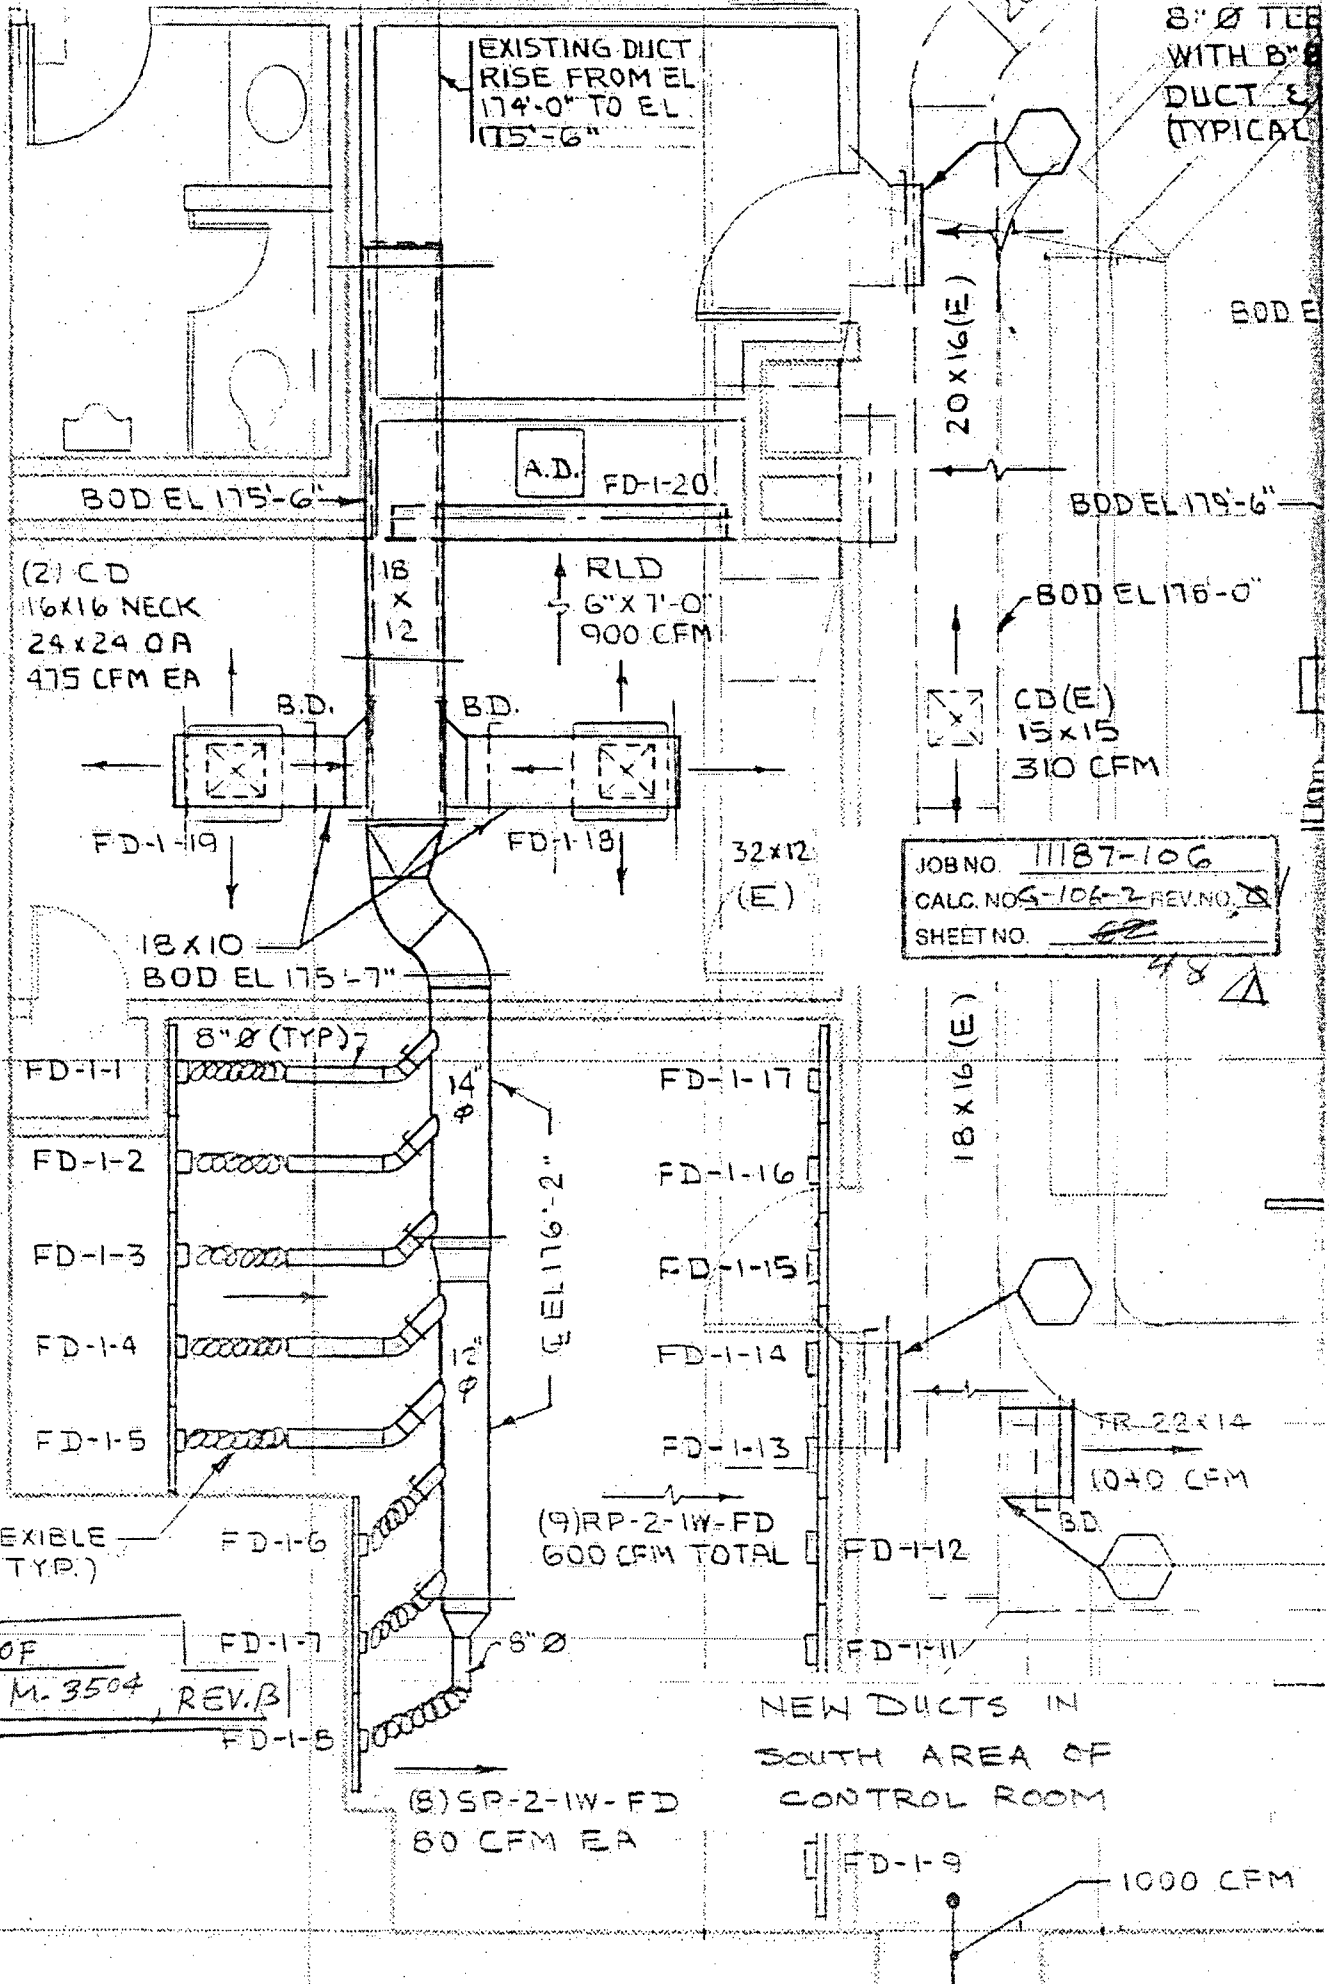 EXISTING DUCT
RISE FROM EL
174'-0" TO EL.
175'-6"
8"Ø
WITH
DUCT
(TYPICAL
20X16(E)
BOD
A.D.
FD-1-20
BOD EL 175'-6"
BOD EL 179'-6"
(2) CD
16X16 NECK
24x24 OA
475 CFM EA
18
X
12
RLD
6"X 7'-0"
900 CFM
BOD EL 176'-0"
B.D.
B.D.
CD(E)
15x15
310 CFM
FD-1-19
FD-1-18
32x12
(E)
JOB NO. 11187-106
CALC. NO. G-106-2 REV. NO.
SHEET NO. 62
48
18X10
BOD EL 175'-7"
18X16(E)
8"Ø (TYP)
FD-1-1
14"
Φ
FD-1-17
FD-1-2
FD-1-16
℄ EL 176'-2"
FD-1-3
FD-1-15
FD-1-4
12"
Φ
FD-1-14
FD-1-5
FD-1-13
TR 22x14
1040 CFM
B.D.
EXIBLE
TYP.)
FD-1-6
(9)RP-2-1W-FD
600 CFM TOTAL
FD-1-12
OF
M-3504
REV.B
FD-1-7
8"Ø
FD-1-11
FD-1-8
NEW DUCTS IN
SOUTH AREA OF
CONTROL ROOM
(8)SP-2-1W-FD
80 CFM EA
FD-1-9
1000 CFM